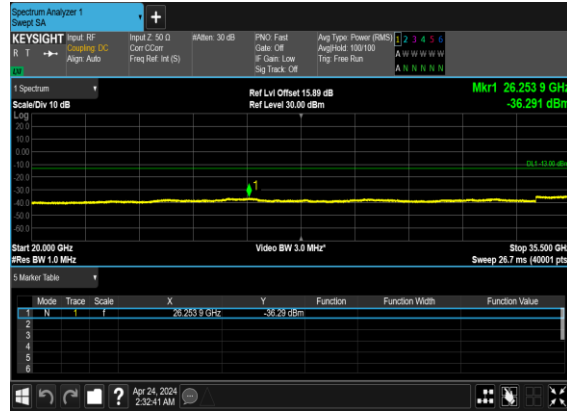 Spectrum Analyzer 1
Swept SA
+
KEYSIGHT
R T
Input: RF
Coupling: DC
Align: Auto
Input Z: 50 Ω
Corr CCorr
Freq Ref: Int (S)
#Atten: 30 dB
PNO: Fast
Gate: Off
IF Gain: Low
Sig Track: Off
Avg Type: Power (RMS)
Avg|Hold: 100/100
Trig: Free Run
1 2 3 4 5 6
A W W W W W
A N N N N N
1 Spectrum
Scale/Div 10 dB
Ref Lvl Offset 15.89 dB
Ref Level 30.00 dBm
Mkr1 26.253 9 GHz
-36.291 dBm
Log
20.0
10.0
0.00
-10.0
DL1 -13.00 dBm
-20.0
1
-30.0
-40.0
-50.0
-60.0
Start 20.000 GHz
#Res BW 1.0 MHz
Video BW 3.0 MHz*
Stop 35.500 GHz
Sweep 26.7 ms (40001 pts)
5 Marker Table
Mode Trace Scale X Y Function Function Width Function Value
1 N 1 f 26.253 9 GHz -36.29 dBm
2
3
4
5
6
?
Apr 24, 2024
2:32:41 AM